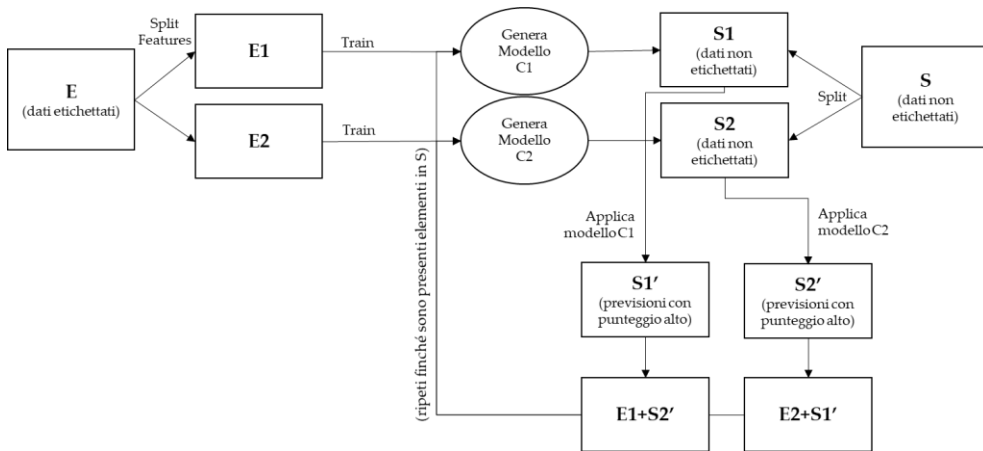 Split
Features
E
(dati etichettati)
E1
Train
Genera
Modello
C1
S1
(dati non
etichettati)
S
(dati non
etichettati)
Split
E2
Train
Genera
Modello
C2
S2
(dati non
etichettati)
(ripeti finché sono presenti elementi in S)
Applica
modello C1
Applica
modello C2
S1′
(previsioni con
punteggio alto)
S2′
(previsioni con
punteggio alto)
E1+S2′
E2+S1′